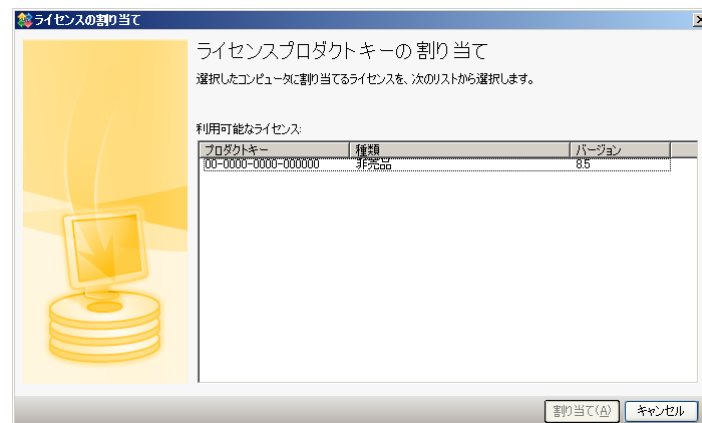 ライセンスの割り当て
ライセンスプロダクトキーの割り当て
選択したコンピュータに割り当てるライセンスを、次のリストから選択します。
利用可能なライセンス:
プロダクトキー 種類 バージョン
00-0000-0000-000000 非売品 8.5
割り当て(A) キャンセル